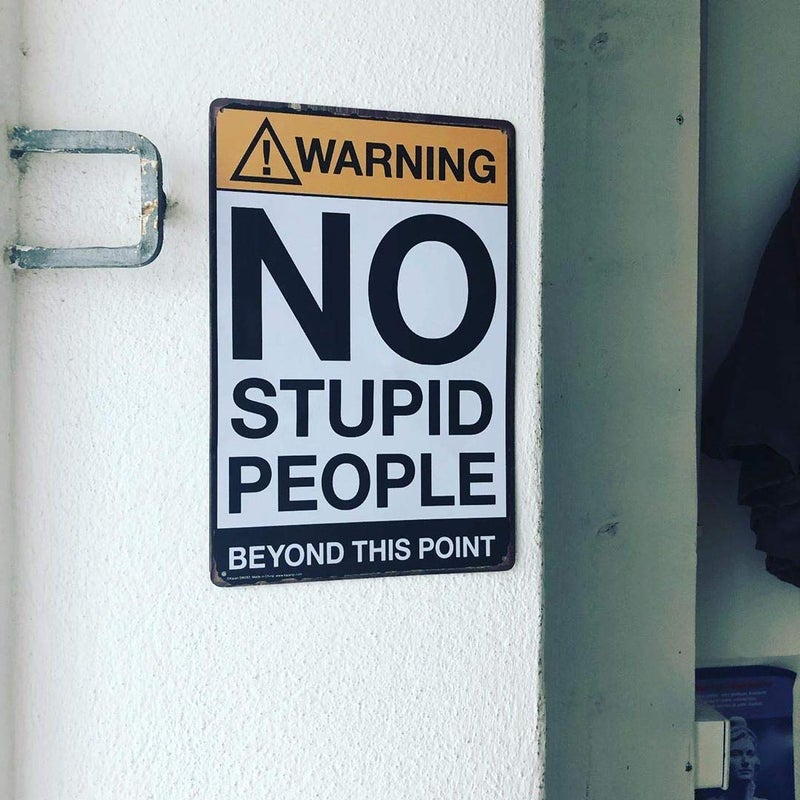 WARNING
NO
STUPID
PEOPLE
BEYOND THIS POINT